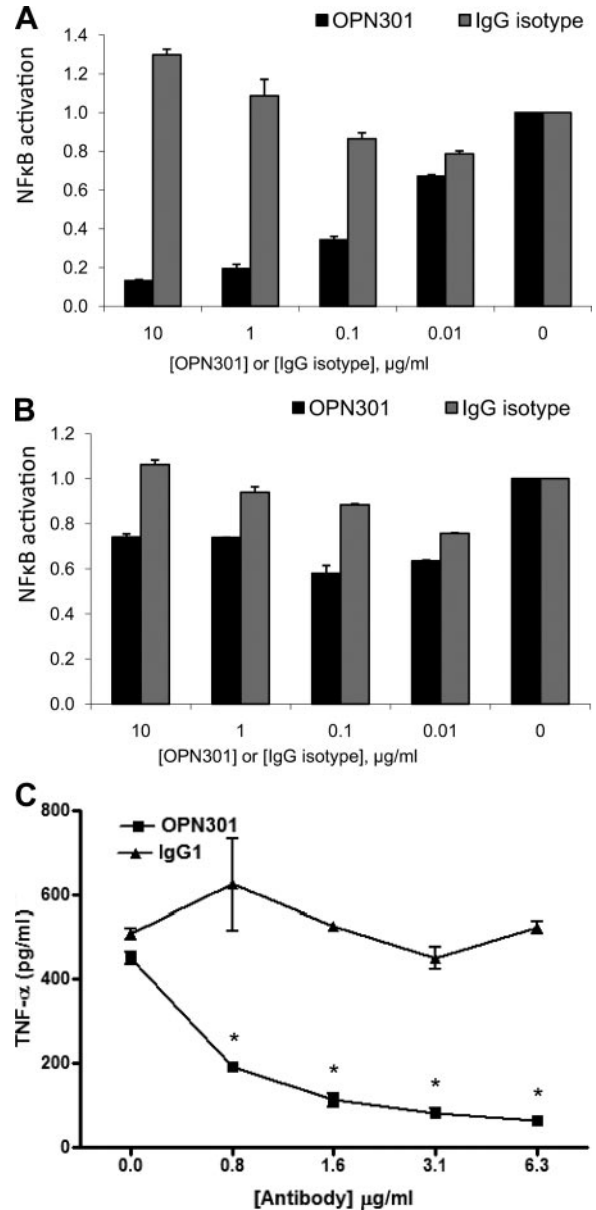 A
OPN301 IgG isotype
NFκB activation
1.4
1.2
1.0
0.8
0.6
0.4
0.2
0.0
10 1 0.1 0.01 0
[OPN301] or [IgG isotype], µg/ml
B
OPN301 IgG isotype
NFκB activation
1.2
1.0
0.8
0.6
0.4
0.2
0.0
10 1 0.1 0.01 0
[OPN301] or [IgG isotype], µg/ml
C
OPN301
IgG1
TNF-α (pg/ml)
800
600
400
200
0
* * * *
0.0 0.8 1.6 3.1 6.3
[Antibody] µg/ml